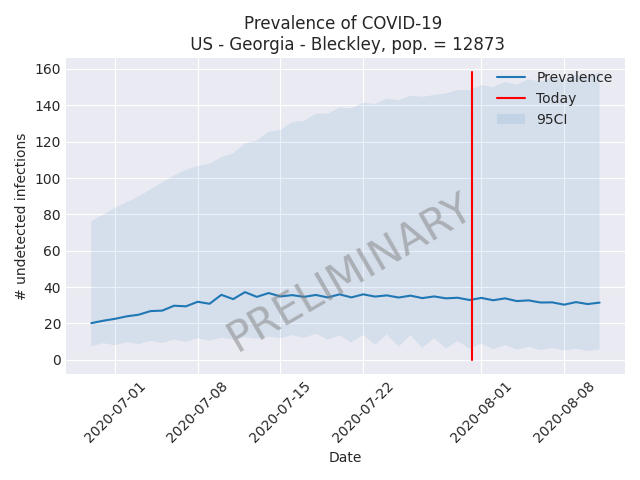 Prevalence of COVID-19
US - Georgia - Bleckley, pop. = 12873
160
140
120
100
80
60
40
20
0
# undetected infections
Prevalence
Today
95CI
PRELIMINARY
2020-07-01
2020-07-08
2020-07-15
2020-07-22
2020-08-01
2020-08-08
Date